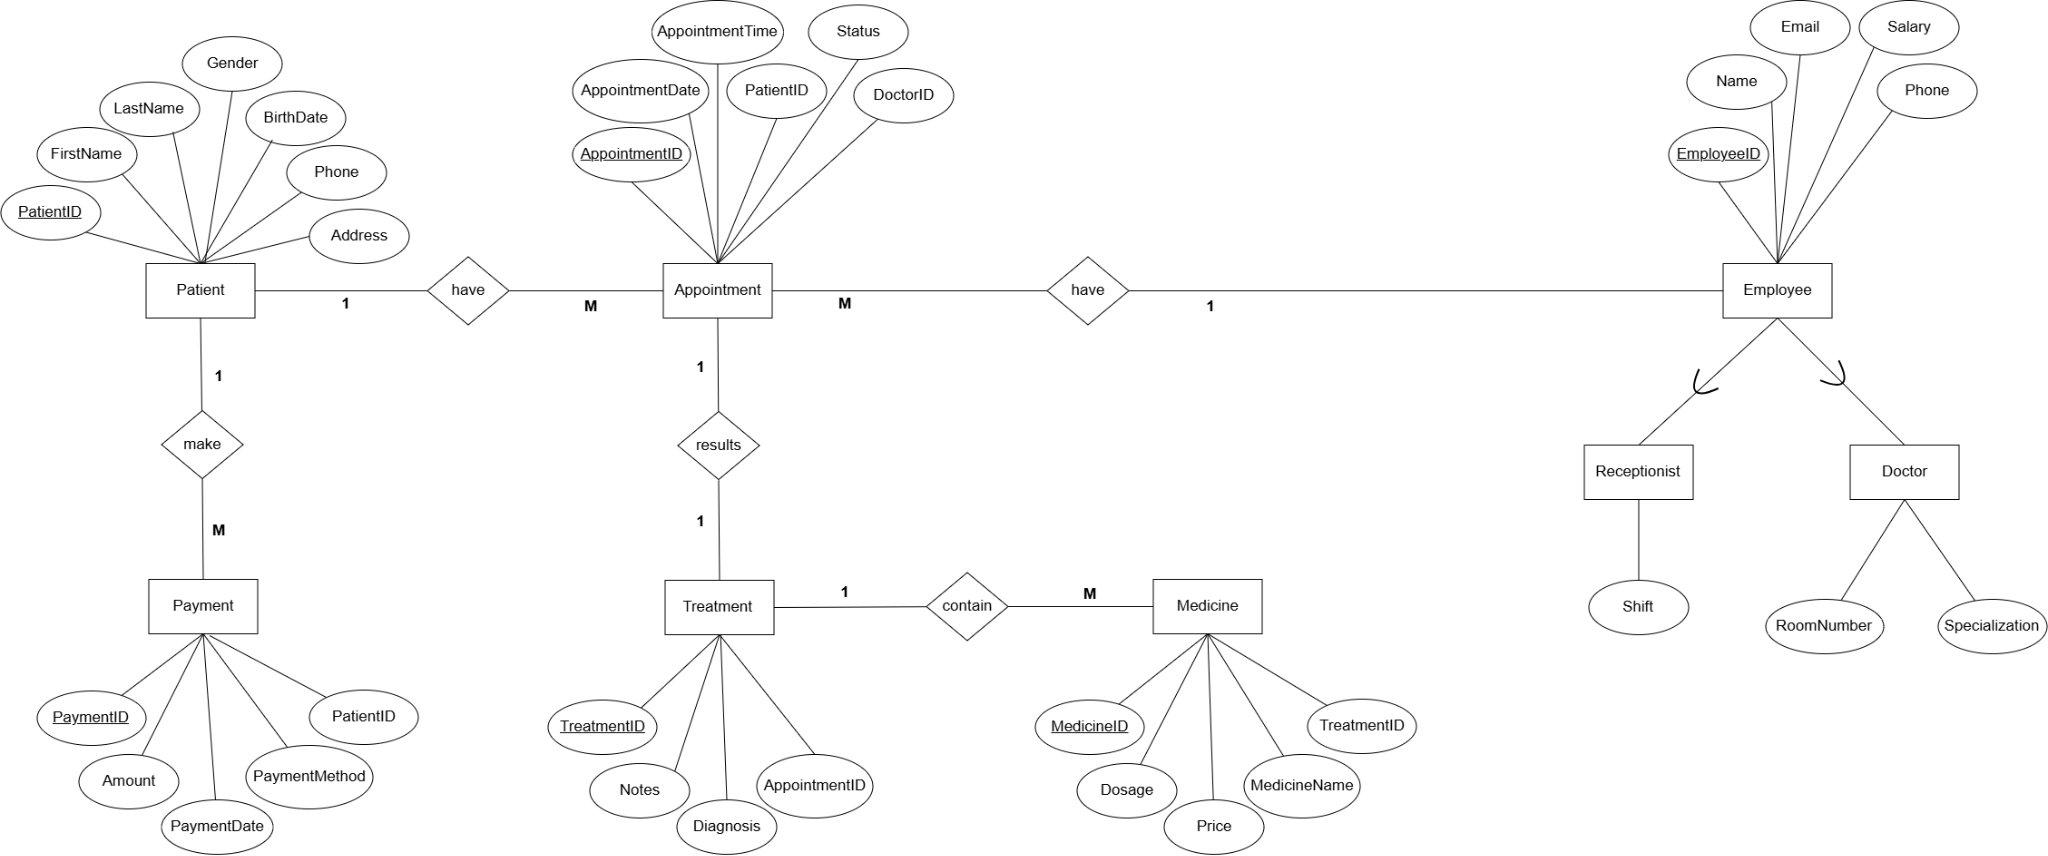 AppointmentTime
Status
Email
Salary
Gender
Name
Phone
AppointmentDate
PatientID
DoctorID
LastName
BirthDate
FirstName
AppointmentID
EmployeeID
Phone
PatientID
Address
Patient
have
Appointment
have
Employee
1
M
M
1
1
1
make
results
Receptionist
Doctor
M
1
1
M
Payment
Treatment
contain
Medicine
Shift
RoomNumber
Specialization
PaymentID
PatientID
TreatmentID
MedicineID
TreatmentID
Amount
PaymentMethod
Notes
AppointmentID
Dosage
MedicineName
PaymentDate
Diagnosis
Price